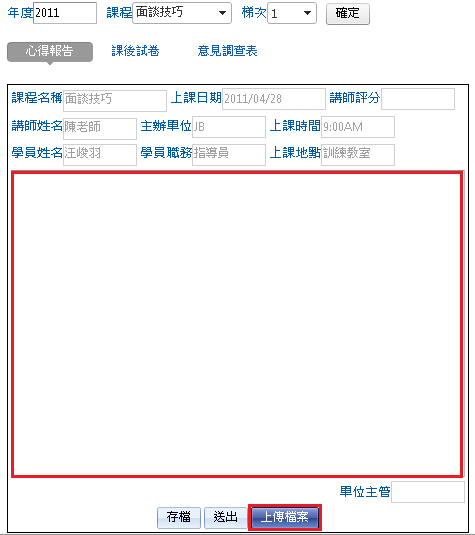 年度 2011 課程 面談技巧 梯次 1 確定
心得報告 課後試卷 意見調查表
課程名稱 面談技巧 上課日期 2011/04/28 講師評分
講師姓名 陳老師 主辦單位 JB 上課時間 9:00AM
學員姓名 汪峻羽 學員職務 指導員 上課地點 訓練教室
單位主管
存檔 送出 上傳檔案